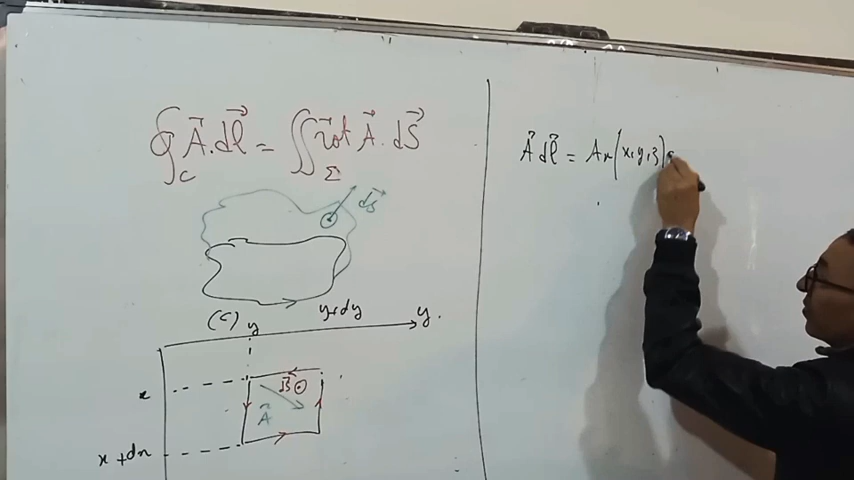 ∮_C A⃗ . dl⃗ = ∬_Σ rot⃗ A⃗ . dS⃗
dS⃗
(C)
y
y+dy
y
x
B⃗ ⊙
A⃗
x + dx
A⃗ dl⃗ = Ax(x, y, z)